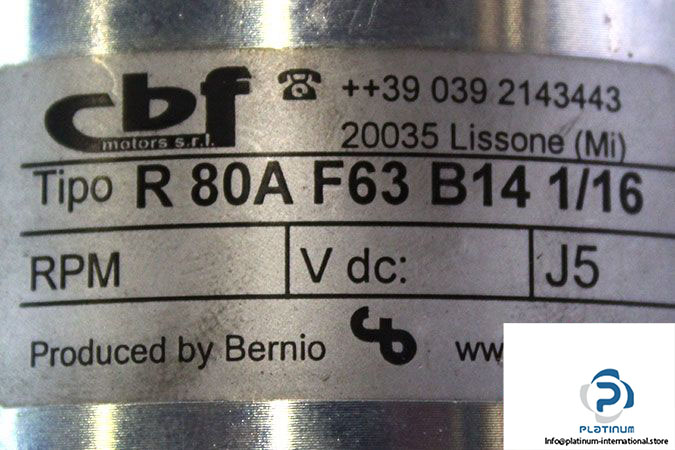 cbf
motors s.r.l.
☎ ++39 039 2143443
20035 Lissone (Mi)
Tipo R 80A F63 B14 1/16
RPM V dc: J5
Produced by Bernio
PLATINUM
Info@platinum-international.store